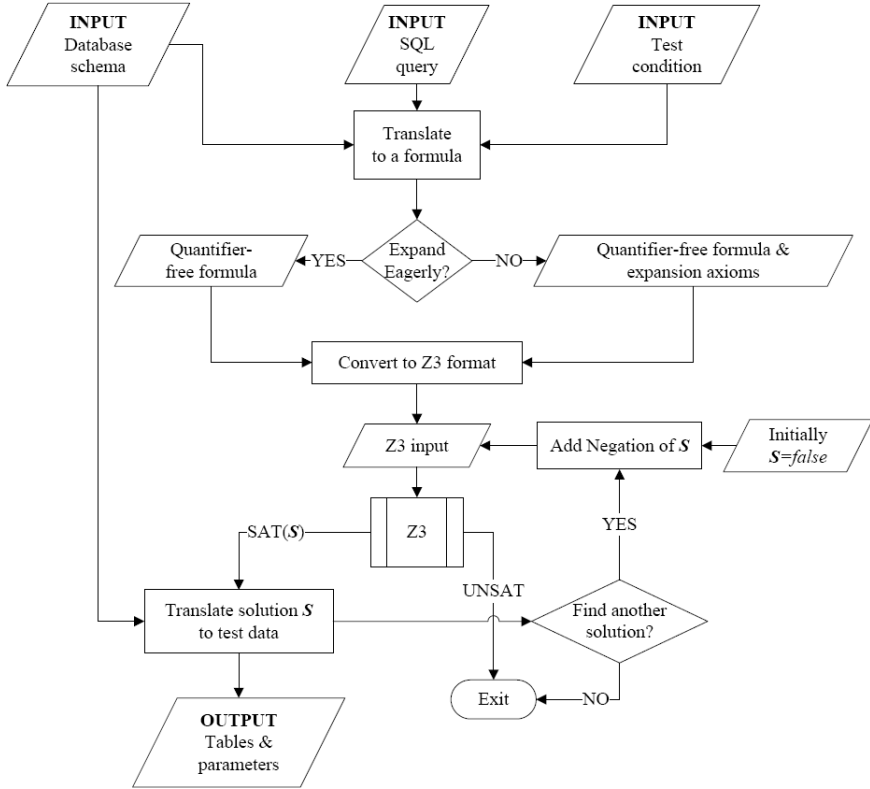 INPUT
Database
schema
INPUT
SQL
query
INPUT
Test
condition
Translate
to a formula
Quantifier-
free formula
YES
Expand
Eagerly?
NO
Quantifier-free formula &
expansion axioms
Convert to Z3 format
Z3 input
Add Negation of S
Initially
S=false
SAT(S)
Z3
YES
UNSAT
Translate solution S
to test data
Find another
solution?
Exit
NO
OUTPUT
Tables &
parameters